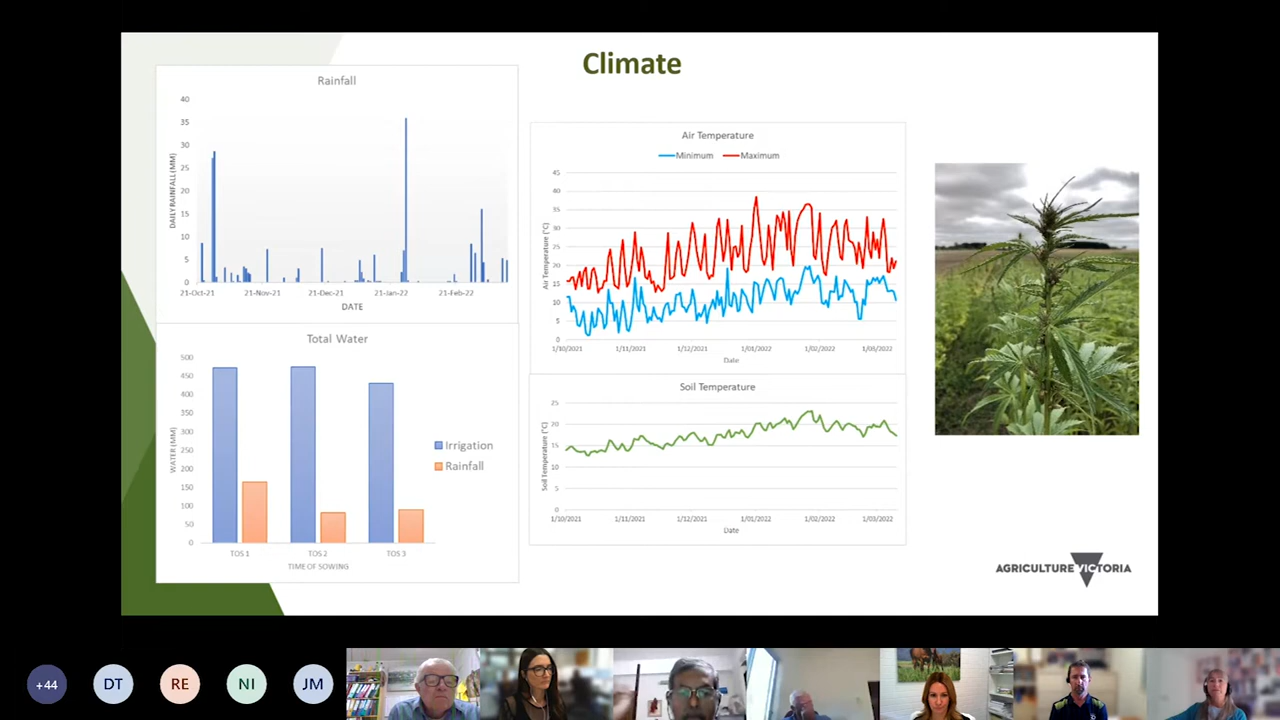 Climate
Rainfall
40
35
30
25
20
15
10
5
0
DAILY RAINFALL (MM)
21-Oct-21 21-Nov-21 21-Dec-21 21-Jan-22 21-Feb-22
DATE
Total Water
500
450
400
350
300
250
200
150
100
50
0
WATER (MM)
TOS 1 TOS 2 TOS 3
TIME OF SOWING
Irrigation
Rainfall
Air Temperature
Minimum Maximum
45
40
35
30
25
20
15
10
5
0
Air Temperature (°C)
1/10/2021 1/11/2021 1/12/2021 1/01/2022 1/02/2022 1/03/2022
Date
Soil Temperature
25
20
15
10
5
0
Soil Temperature (°C)
1/10/2021 1/11/2021 1/12/2021 1/01/2022 1/02/2022 1/03/2022
Date
AGRICULTURE VICTORIA
+44 DT RE NI JM